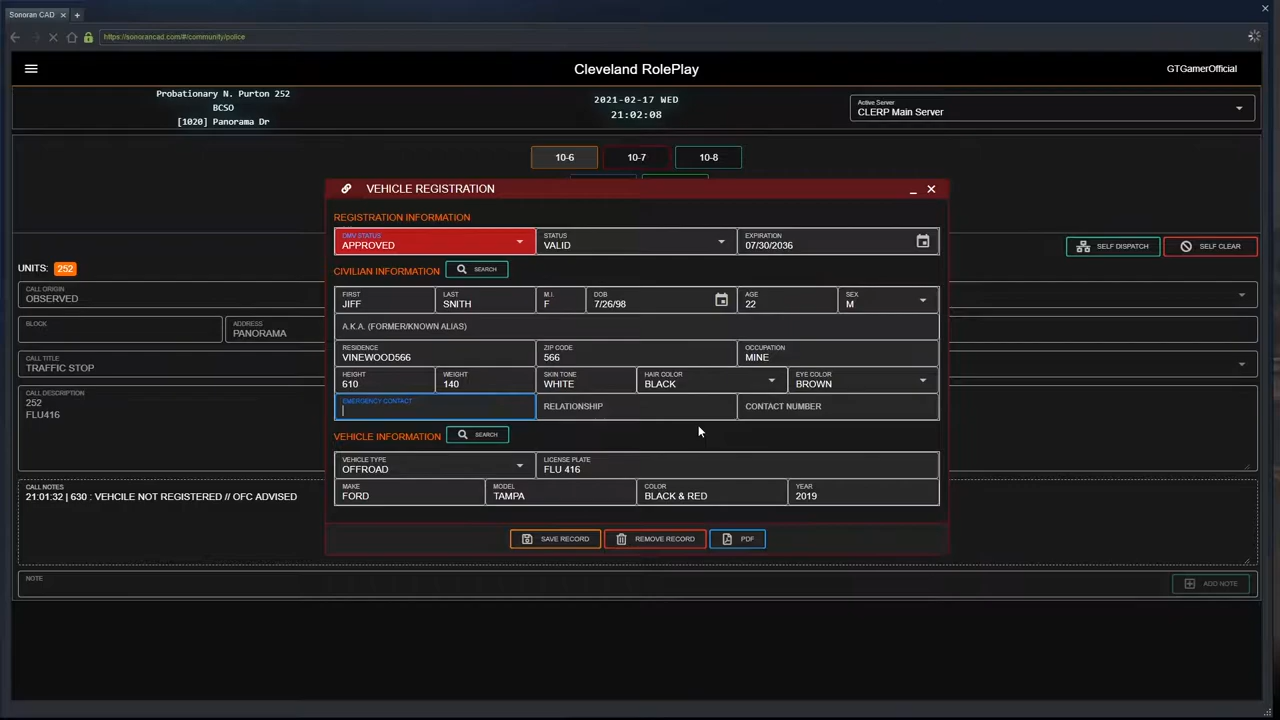 Sonoran CAD
https://sonorancad.com/#/community/police
Cleveland RolePlay
GTGamerOfficial
Probationary N. Purton 252
BCSO
[1020] Panorama Dr
2021-02-17 WED
21:02:08
Active Server
CLERP Main Server
10-6
10-7
10-8
VEHICLE REGISTRATION
REGISTRATION INFORMATION
DMV STATUS
APPROVED
STATUS
VALID
EXPIRATION
07/30/2036
SELF DISPATCH
SELF CLEAR
UNITS: 252
CIVILIAN INFORMATION
SEARCH
CALL ORIGIN
OBSERVED
FIRST
JIFF
LAST
SNITH
M.I.
F
DOB
7/26/98
AGE
22
SEX
M
BLOCK
ADDRESS
PANORAMA
A.K.A. (FORMER/KNOWN ALIAS)
RESIDENCE
VINEWOOD566
ZIP CODE
566
OCCUPATION
MINE
CALL TITLE
TRAFFIC STOP
HEIGHT
610
WEIGHT
140
SKIN TONE
WHITE
HAIR COLOR
BLACK
EYE COLOR
BROWN
CALL DESCRIPTION
252
FLU416
EMERGENCY CONTACT
RELATIONSHIP
CONTACT NUMBER
VEHICLE INFORMATION
SEARCH
VEHICLE TYPE
OFFROAD
LICENSE PLATE
FLU 416
CALL NOTES
21:01:32 | 630 : VEHCILE NOT REGISTERED // OFC ADVISED
MAKE
FORD
MODEL
TAMPA
COLOR
BLACK & RED
YEAR
2019
SAVE RECORD
REMOVE RECORD
PDF
NOTE
ADD NOTE